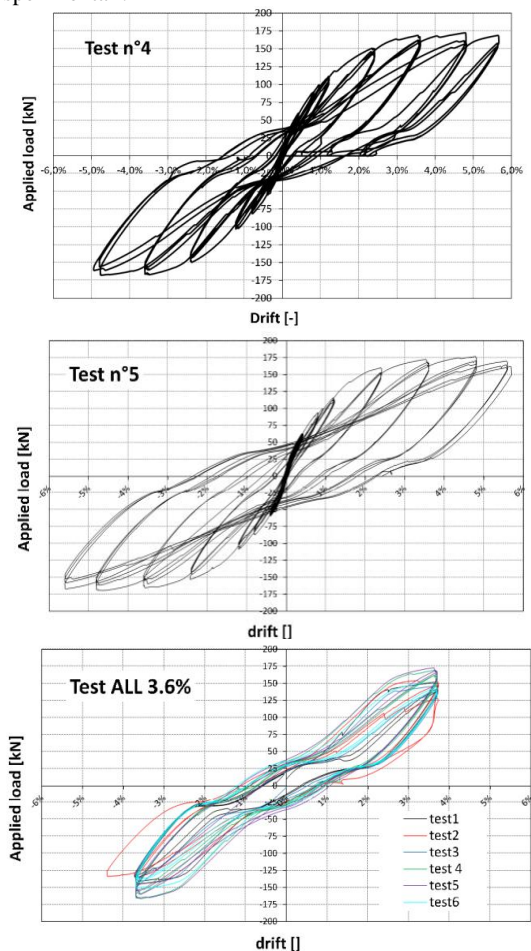 Test n°4
Applied load [kN]
200
175
150
125
100
75
50
25
0
-6,0% -5,0% -4,0% -3,0% -2,0% 1,0% 2,0% 3,0% 4,0% 5,0% 6,0%
-75
-100
-125
-150
-175
-200
Drift [-]
Test n°5
Applied load [kN]
200
175
150
125
100
75
50
25
0
-6% -5% -4% -3% -2% -1% 1% 2% 3% 4% 5% 6%
-50
-75
-100
-125
-150
-175
-200
drift []
Test ALL 3.6%
Applied load [kN]
200
175
150
125
100
75
50
25
0
-6% -5% -4% -3% -2% -1% 1% 2% 3% 4% 5% 6%
-50
-75
-100
-125
-150
-175
-200
-225
-250
test1
test2
test3
test 4
test5
test6
drift []